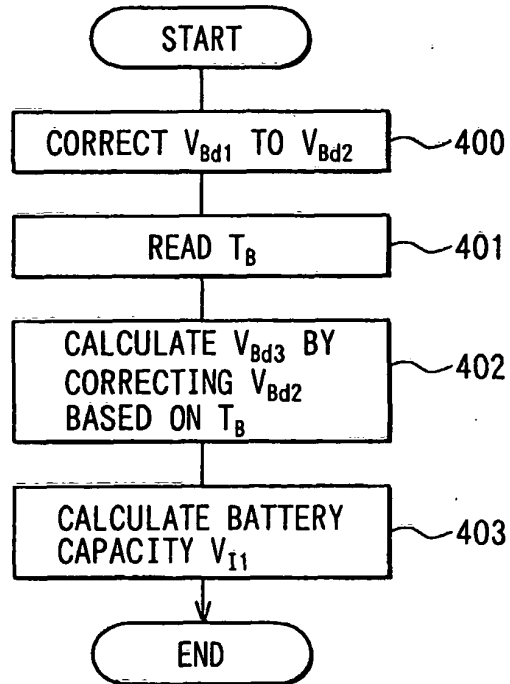 START
CORRECT V_Bd1 TO V_Bd2
400
READ T_B
401
CALCULATE V_Bd3 BY
CORRECTING V_Bd2
BASED ON T_B
402
CALCULATE BATTERY
CAPACITY V_I1
403
END